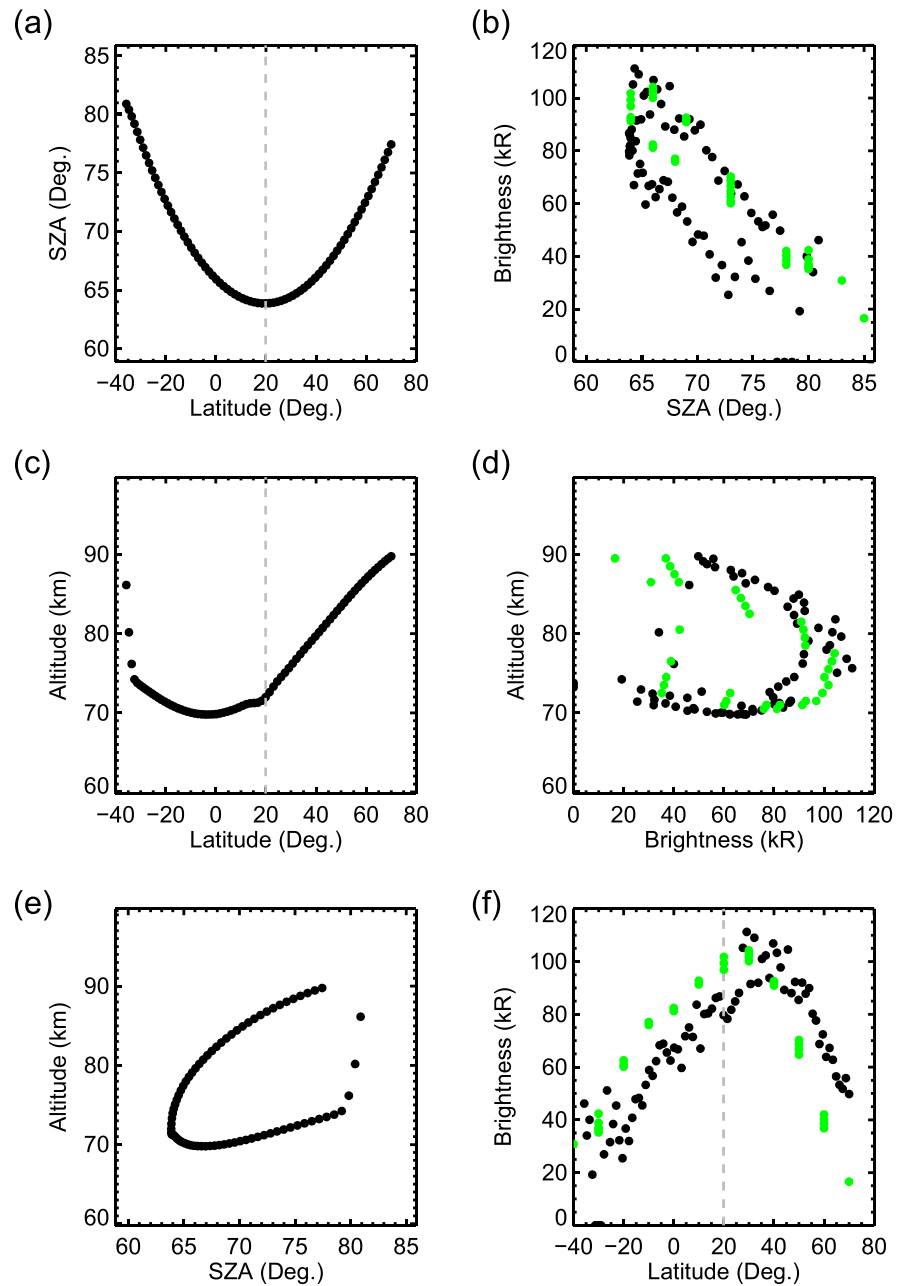 (a)
80
75
70
65
60
SZA (Deg.)
−40 −20 0 20 40 60 80
Latitude (Deg.)
(b)
120
100
80
60
40
20
0
Brightness (kR)
60 65 70 75 80 85
SZA (Deg.)
(c)
90
80
70
60
Altitude (km)
−40 −20 0 20 40 60 80
Latitude (Deg.)
(d)
90
80
70
60
Altitude (km)
0 20 40 60 80 100 120
Brightness (kR)
(e)
90
80
70
60
Altitude (km)
60 65 70 75 80 85
SZA (Deg.)
(f)
120
100
80
60
40
20
0
Brightness (kR)
−40 −20 0 20 40 60 80
Latitude (Deg.)